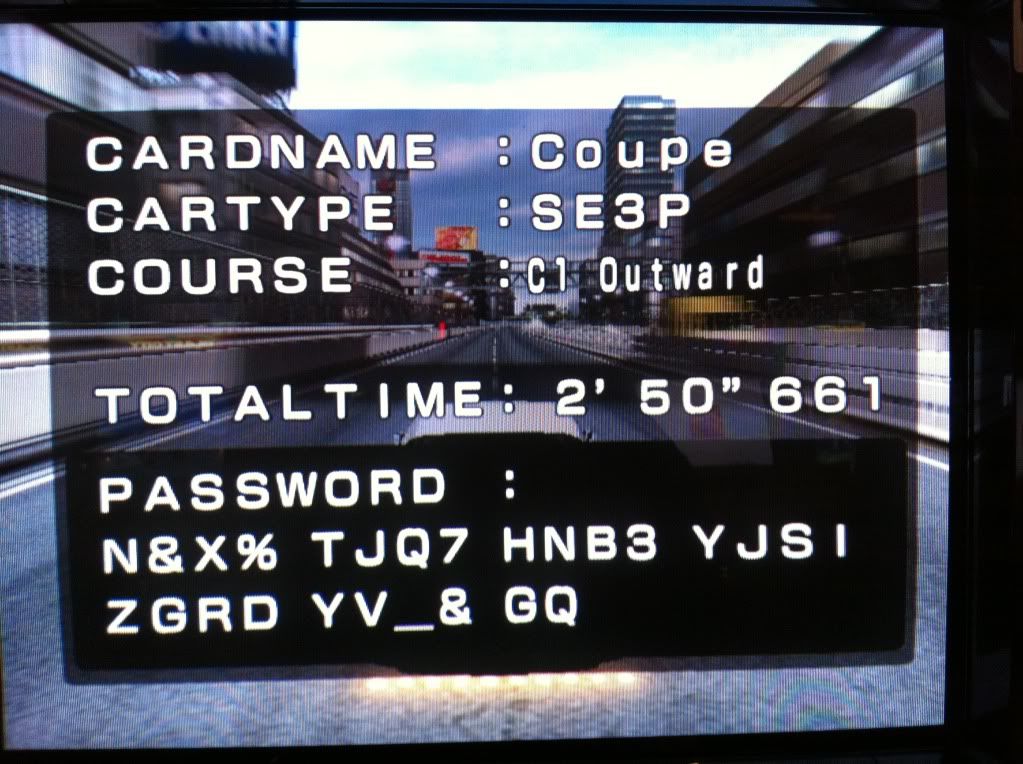 CARDNAME : Coupe
CARTYPE : SE3P
COURSE : C1 Outward
TOTALTIME : 2' 50" 661
PASSWORD :
N&X% TJQ7 HNB3 YJSI
ZGRD YV_& GQ